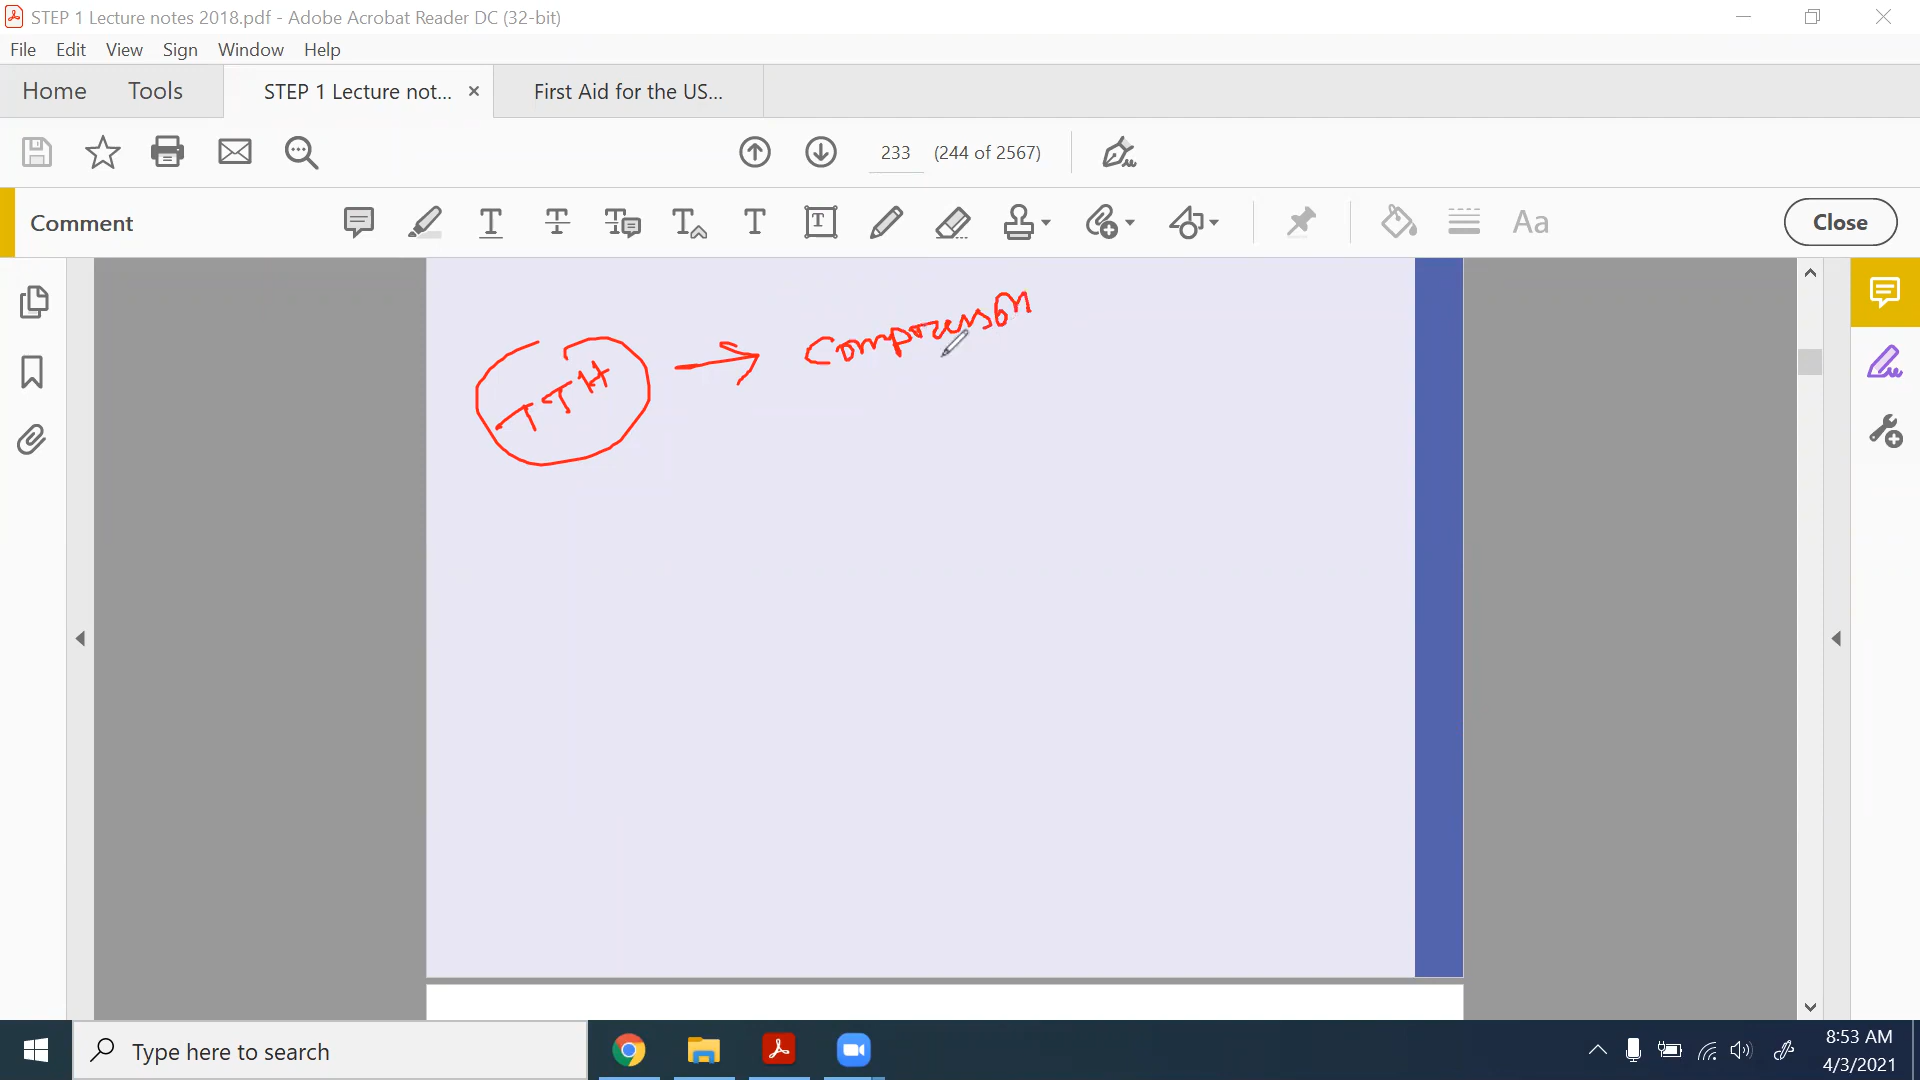 STEP 1 Lecture notes 2018.pdf - Adobe Acrobat Reader DC (32-bit)
File Edit View Sign Window Help
Home Tools STEP 1 Lecture not... × First Aid for the US...
233 (244 of 2567)
Comment Aa Close
TTH → Compression
Type here to search
8:53 AM
4/3/2021